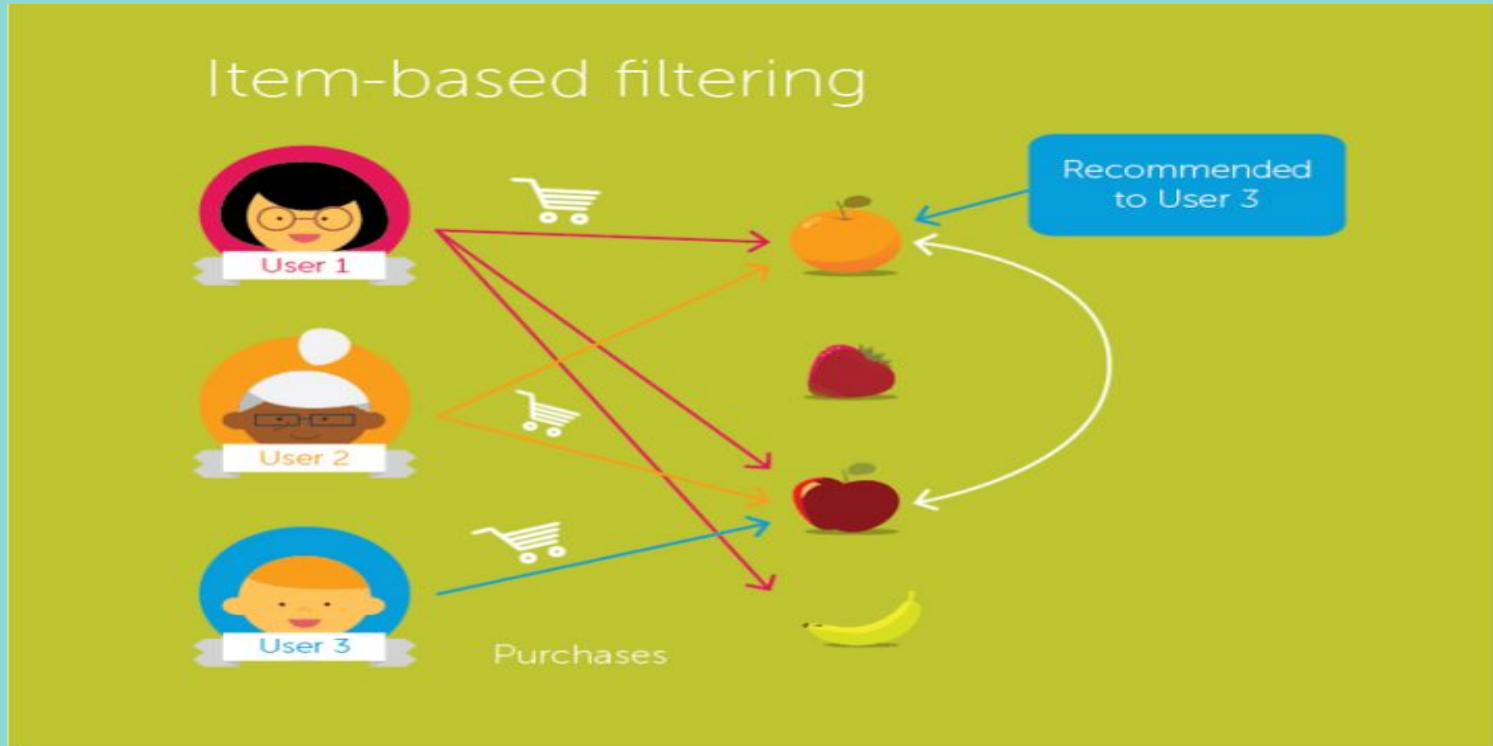 Item-based filtering
Recommended
to User 3
User 1
User 2
User 3
Purchases